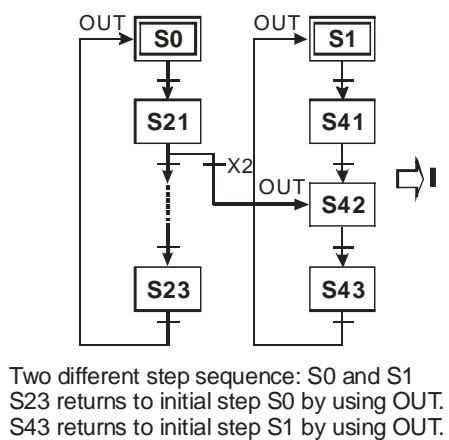 OUT
S0
OUT
S1
S21
S41
X2
OUT
S42
S23
S43
Two different step sequence: S0 and S1
S23 returns to initial step S0 by using OUT.
S43 returns to initial step S1 by using OUT.